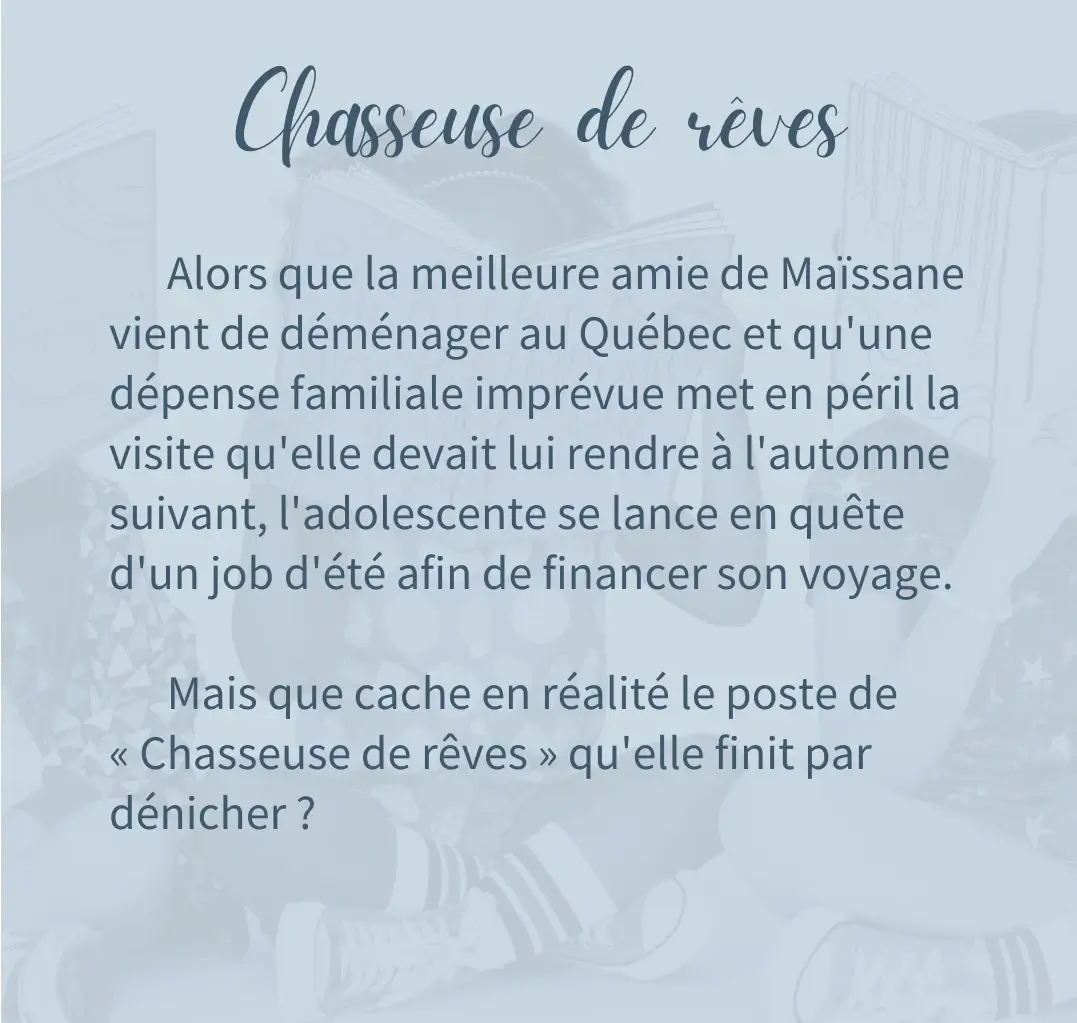 Chasseuse de rêves
Alors que la meilleure amie de Maïssane
vient de déménager au Québec et qu'une
dépense familiale imprévue met en péril la
visite qu'elle devait lui rendre à l'automne
suivant, l'adolescente se lance en quête
d'un job d'été afin de financer son voyage.
Mais que cache en réalité le poste de
« Chasseuse de rêves » qu'elle finit par
dénicher ?